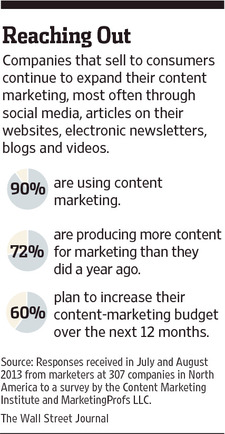 Reaching Out
Companies that sell to consumers
continue to expand their content
marketing, most often through
social media, articles on their
websites, electronic newsletters,
blogs and videos.
90% are using content
marketing.
72% are producing more content
for marketing than they
did a year ago.
60% plan to increase their
content-marketing budget
over the next 12 months.
Source: Responses received in July and August
2013 from marketers at 307 companies in North
America to a survey by the Content Marketing
Institute and MarketingProfs LLC.
The Wall Street Journal